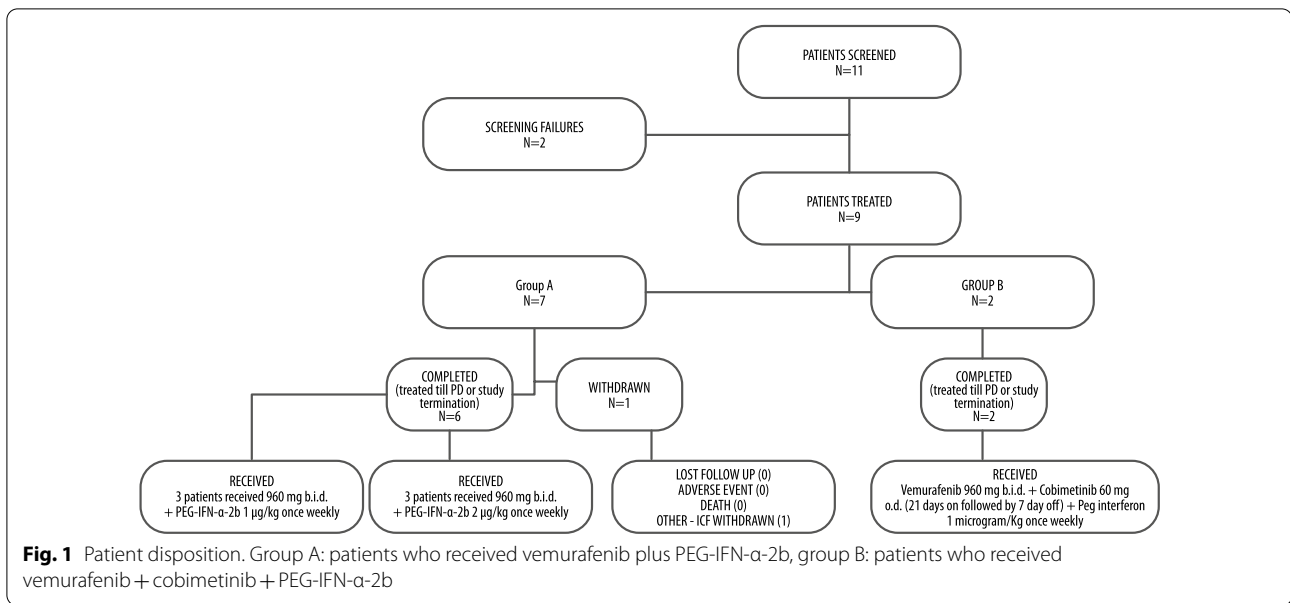 PATIENTS SCREENED
N=11
SCREENING FAILURES
N=2
PATIENTS TREATED
N=9
Group A
N=7
GROUP B
N=2
COMPLETED
(treated till PD or study
termination)
N=6
WITHDRAWN
N=1
COMPLETED
(treated till PD or study
termination)
N=2
RECEIVED
3 patients received 960 mg b.i.d.
+ PEG-IFN-α-2b 1 µg/kg once weekly
RECEIVED
3 patients received 960 mg b.i.d.
+ PEG-IFN-α-2b 2 µg/kg once weekly
LOST FOLLOW UP (0)
ADVERSE EVENT (0)
DEATH (0)
OTHER - ICF WITHDRAWN (1)
RECEIVED
Vemurafenib 960 mg b.i.d. + Cobimetinib 60 mg
o.d. (21 days on followed by 7 day off) + Peg interferon
1 microgram/Kg once weekly
Fig. 1 Patient disposition. Group A: patients who received vemurafenib plus PEG-IFN-α-2b, group B: patients who received
vemurafenib + cobimetinib + PEG-IFN-α-2b